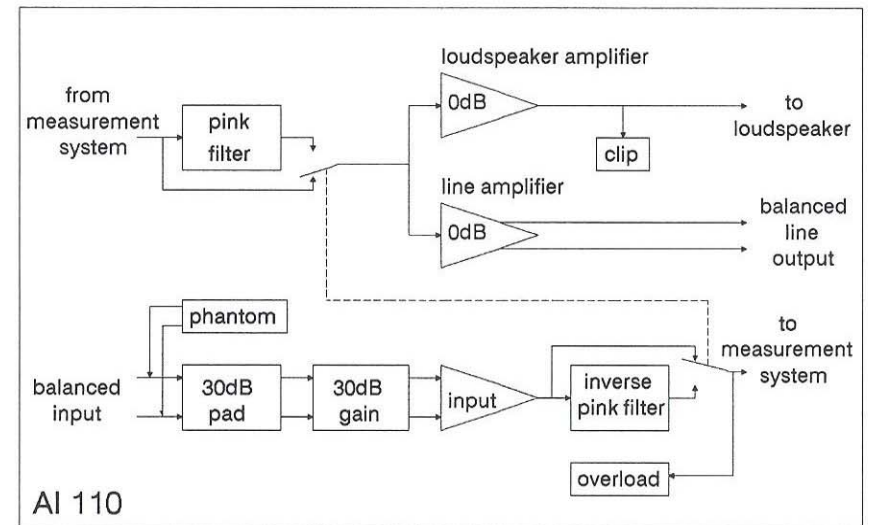 loudspeaker amplifier
from
measurement
system
pink
filter
0dB
to
loudspeaker
clip
line amplifier
0dB
balanced
line
output
phantom
to
measurement
system
balanced
input
30dB
pad
30dB
gain
input
inverse
pink filter
overload
AI 110